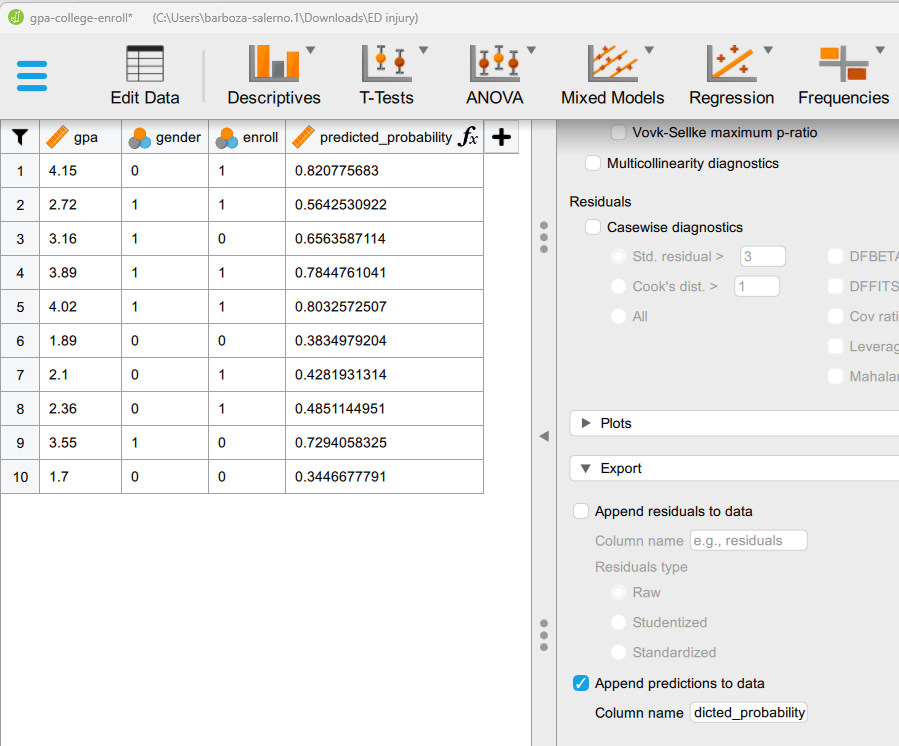 gpa-college-enroll* (C:\Users\barboza-salerno.1\Downloads\ED injury)
Edit Data Descriptives T-Tests ANOVA Mixed Models Regression Frequencies
gpa gender enroll predicted_probability fx +
1 4.15 0 1 0.820775683
2 2.72 1 1 0.5642530922
3 3.16 1 0 0.6563587114
4 3.89 1 1 0.7844761041
5 4.02 1 1 0.8032572507
6 1.89 0 0 0.3834979204
7 2.1 0 1 0.4281931314
8 2.36 0 1 0.4851144951
9 3.55 1 0 0.7294058325
10 1.7 0 0 0.3446677791
Vovk-Sellke maximum p-ratio
Multicollinearity diagnostics
Residuals
Casewise diagnostics
Std. residual > 3 DFBETA
Cook's dist. > 1 DFFITS
All Cov rati
Leverag
Mahalan
Plots
Export
Append residuals to data
Column name e.g., residuals
Residuals type
Raw
Studentized
Standardized
Append predictions to data
Column name dicted_probability